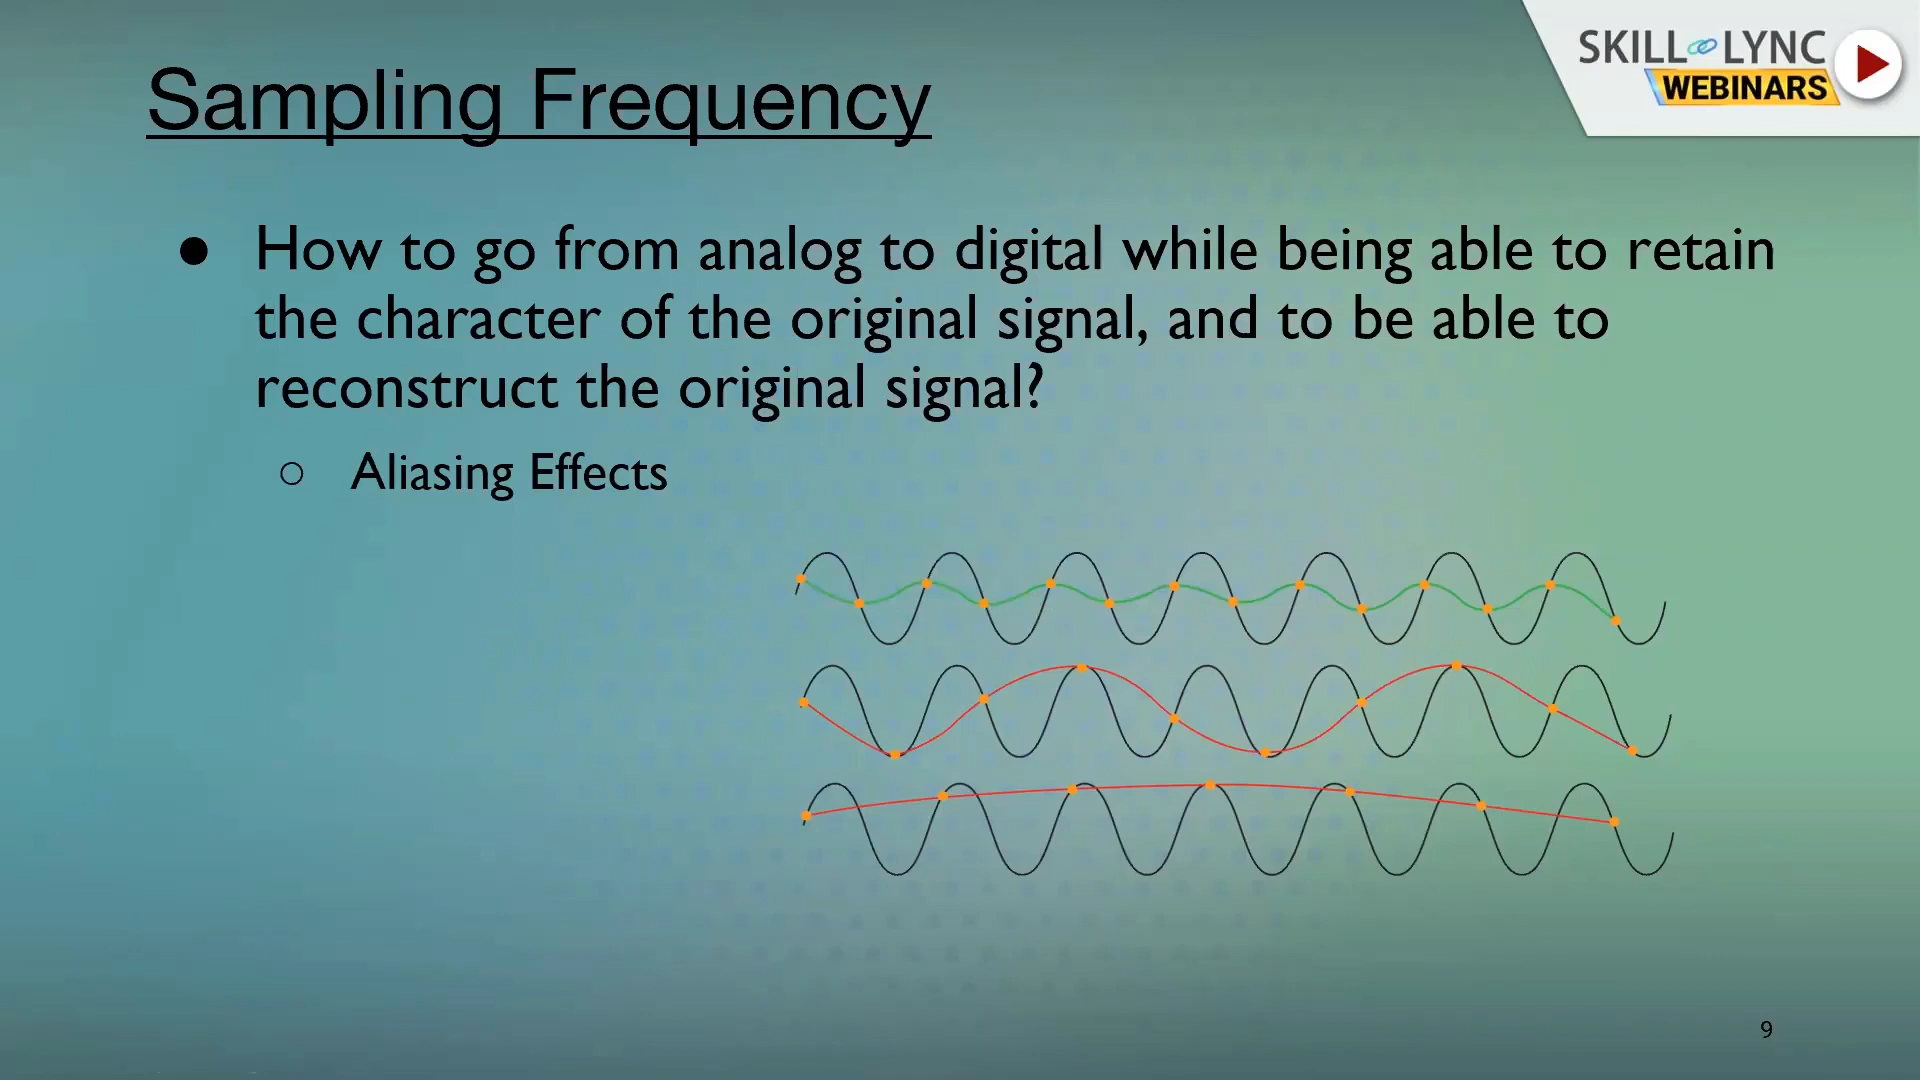 SKILL LYNC
WEBINARS
Sampling Frequency
● How to go from analog to digital while being able to retain
the character of the original signal, and to be able to
reconstruct the original signal?
○ Aliasing Effects
9